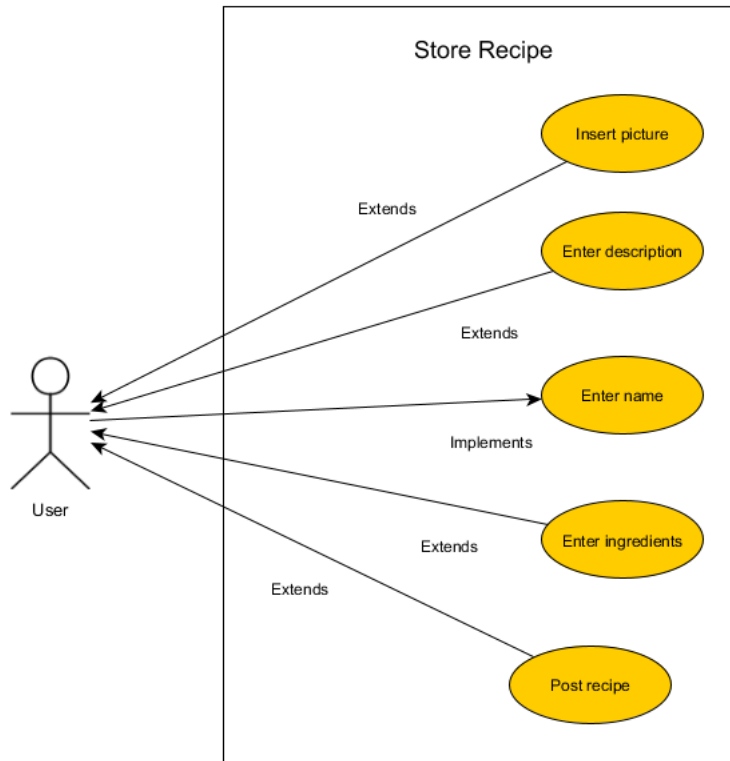 Store Recipe
Insert picture
Extends
Enter description
Extends
Enter name
Implements
User
Enter ingredients
Extends
Extends
Post recipe